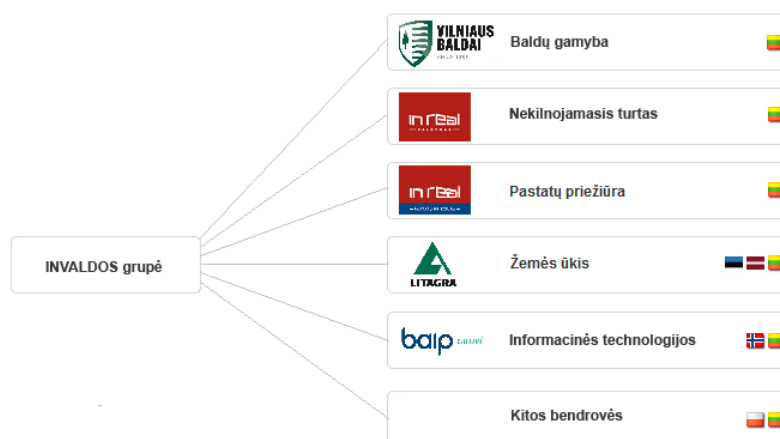 VILNIAUS
BALDAI
Baldų gamyba
in real
Nekilnojamasis turtas
in real
Pastatų priežiūra
INVALDOS grupė
LITAGRA
Žemės ūkis
baip GRUPĖ
Informacinės technologijos
Kitos bendrovės